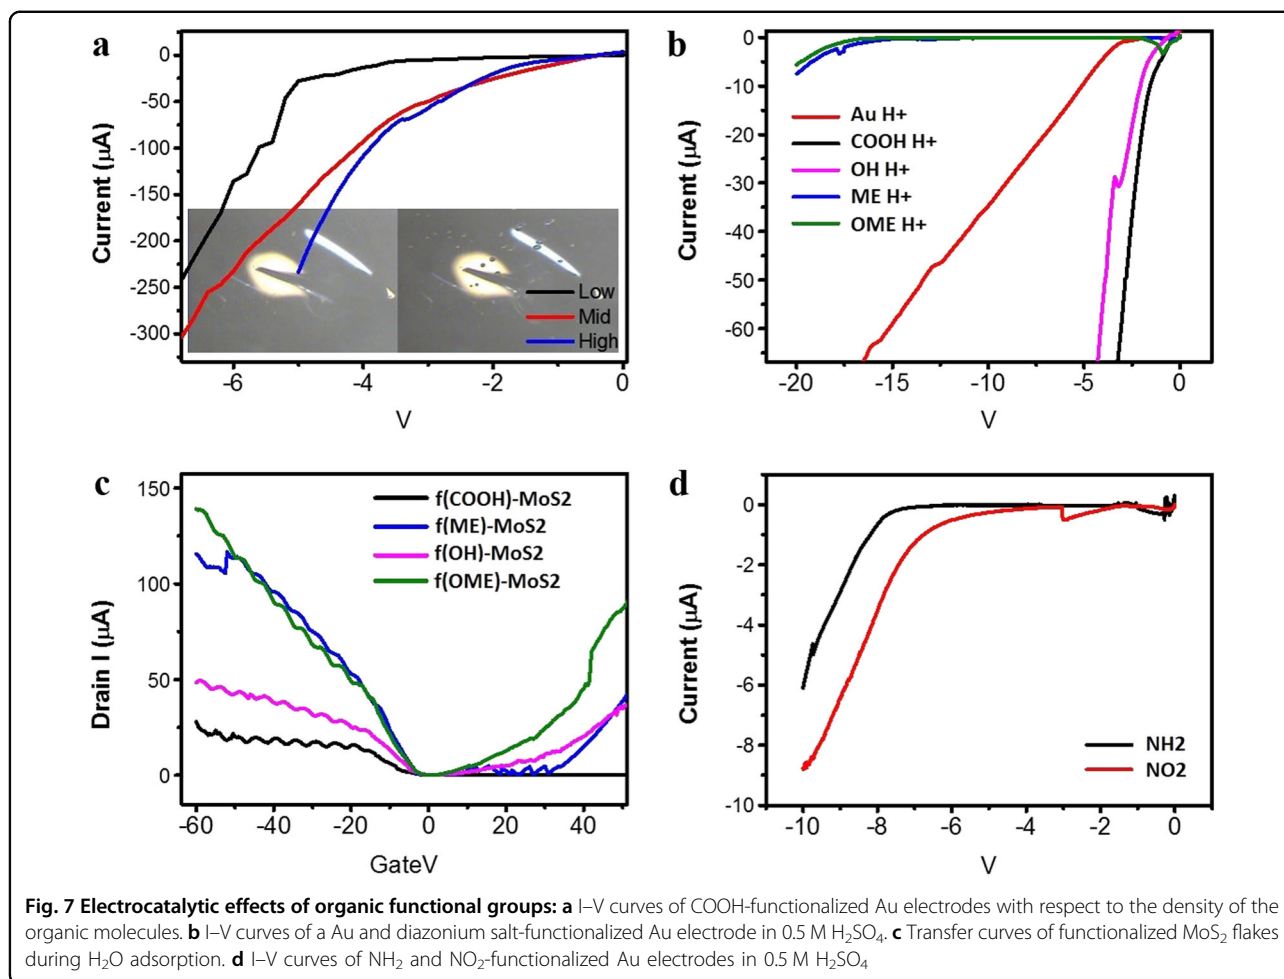 a
0
-50
-100
-150
-200
-250
-300
Current (μA)
Low
Mid
High
-6
-4
-2
0
V
b
0
-10
-20
-30
-40
-50
-60
Current (μA)
Au H+
COOH H+
OH H+
ME H+
OME H+
-20
-15
-10
-5
0
V
c
150
100
50
0
Drain I (μA)
f(COOH)-MoS2
f(ME)-MoS2
f(OH)-MoS2
f(OME)-MoS2
-60
-40
-20
0
20
40
GateV
d
0
-2
-4
-6
-8
-10
Current (μA)
NH2
NO2
-10
-8
-6
-4
-2
0
V
Fig. 7 Electrocatalytic effects of organic functional groups: a I–V curves of COOH-functionalized Au electrodes with respect to the density of the
organic molecules. b I–V curves of a Au and diazonium salt-functionalized Au electrode in 0.5 M H₂SO₄. c Transfer curves of functionalized MoS₂ flakes
during H₂O adsorption. d I–V curves of NH₂ and NO₂-functionalized Au electrodes in 0.5 M H₂SO₄